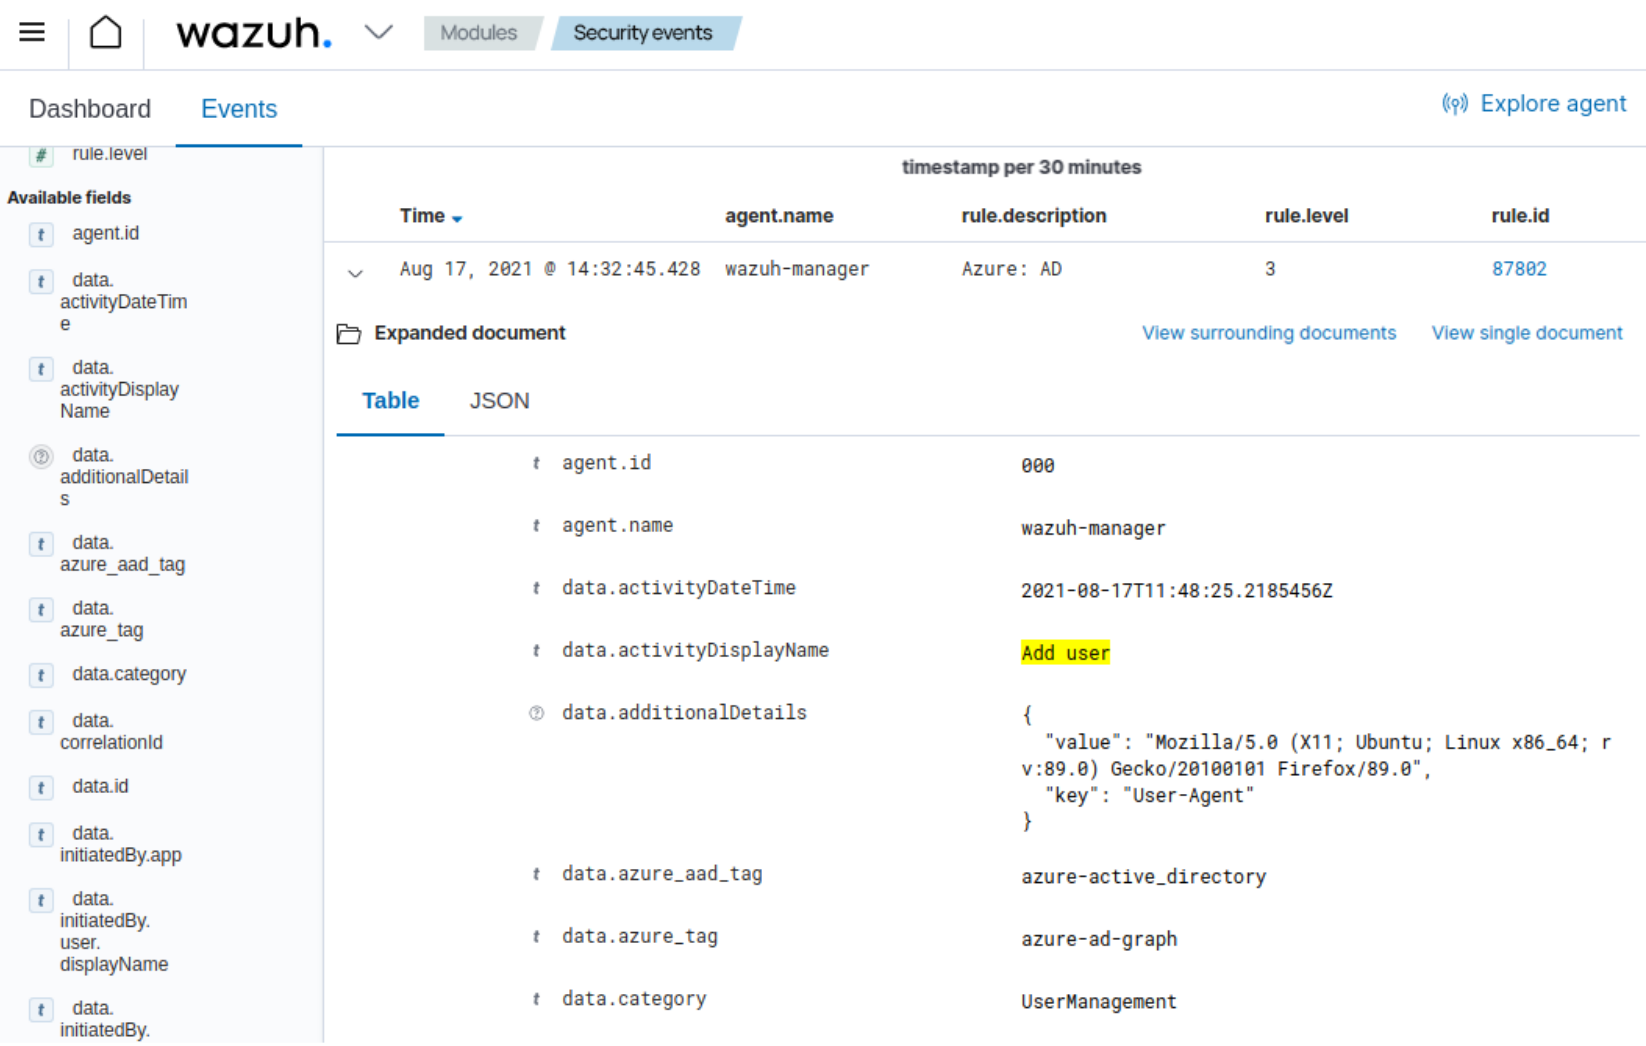 wazuh.
Modules
Security events
Dashboard
Events
Explore agent
# rule.level
Available fields
t agent.id
t data.
activityDateTim
e
t data.
activityDisplay
Name
? data.
additionalDetail
s
t data.
azure_aad_tag
t data.
azure_tag
t data.category
t data.
correlationId
t data.id
t data.
initiatedBy.app
t data.
initiatedBy.
user.
displayName
t data.
initiatedBy.
timestamp per 30 minutes
Time agent.name rule.description rule.level rule.id
Aug 17, 2021 @ 14:32:45.428 wazuh-manager Azure: AD 3 87802
Expanded document View surrounding documents View single document
Table JSON
t agent.id 000
t agent.name wazuh-manager
t data.activityDateTime 2021-08-17T11:48:25.2185456Z
t data.activityDisplayName Add user
? data.additionalDetails {
"value": "Mozilla/5.0 (X11; Ubuntu; Linux x86_64; r
v:89.0) Gecko/20100101 Firefox/89.0",
"key": "User-Agent"
}
t data.azure_aad_tag azure-active_directory
t data.azure_tag azure-ad-graph
t data.category UserManagement